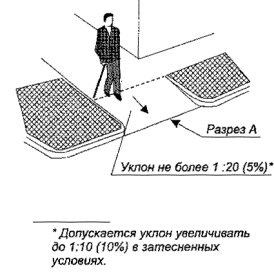 Разрез А
Уклон не более 1 :20 (5%)*
* Допускается уклон увеличивать
до 1:10 (10%) в затесненных
условиях.